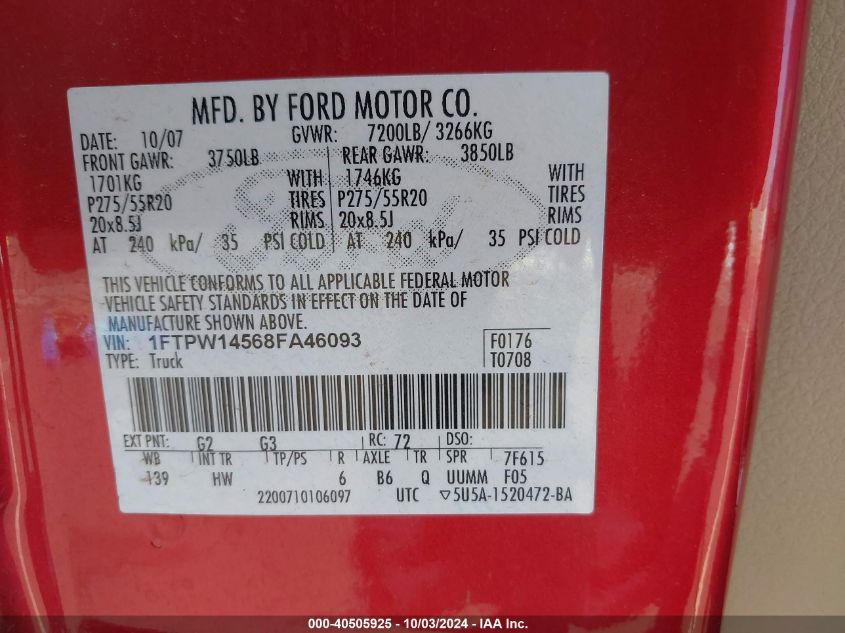 MFD. BY FORD MOTOR CO.
DATE: 10/07 GVWR: 7200LB/ 3266KG
FRONT GAWR: 3750LB REAR GAWR: 3850LB
1701KG WITH 1746KG WITH
P275/55R20 TIRES P275/55R20 TIRES
20x8.5J RIMS 20x8.5J RIMS
AT 240 kPa/ 35 PSI COLD AT 240 kPa/ 35 PSI COLD
THIS VEHICLE CONFORMS TO ALL APPLICABLE FEDERAL MOTOR
VEHICLE SAFETY STANDARDS IN EFFECT ON THE DATE OF
MANUFACTURE SHOWN ABOVE.
VIN: 1FTPW14568FA46093 F0176
TYPE: Truck T0708
EXT PNT: G2 G3 RC: 72 DSO:
WB INT TR TP/PS R AXLE TR SPR 7F615
139 HW 6 B6 Q UUMM F05
2200710106097 UTC ▽5U5A-1520472-BA
000-40505925 - 10/03/2024 - IAA Inc.